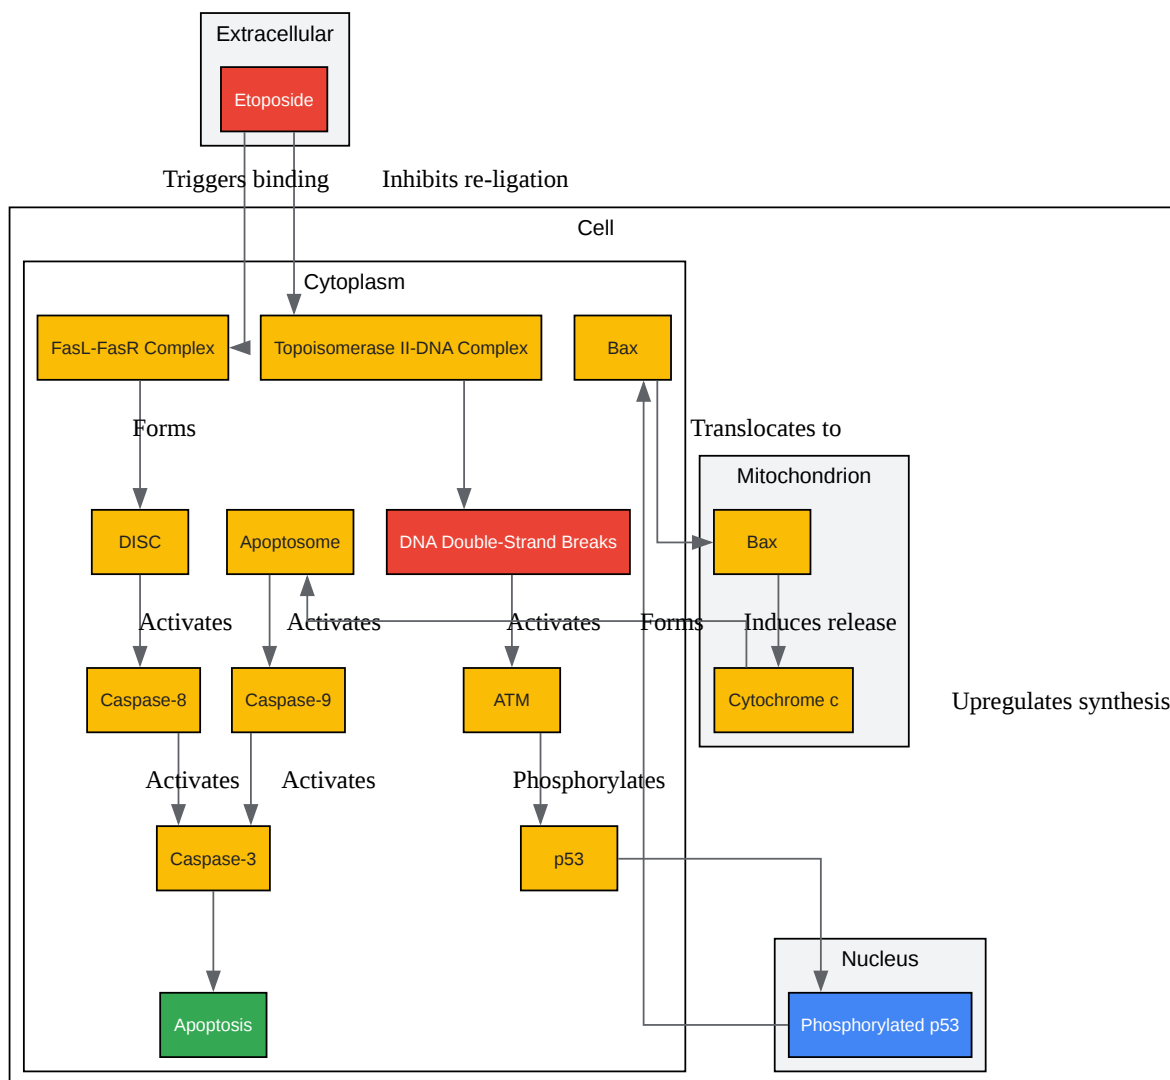 Extracellular
Etoposide
Triggers binding
Inhibits re-ligation
Cell
Cytoplasm
FasL-FasR Complex
Topoisomerase II-DNA Complex
Bax
Forms
Translocates to
Mitochondrion
DISC
Apoptosome
DNA Double-Strand Breaks
Bax
Activates
Activates
Activates
Forms
Induces release
Caspase-8
Caspase-9
ATM
Cytochrome c
Upregulates synthesis
Activates
Activates
Phosphorylates
Caspase-3
p53
Nucleus
Apoptosis
Phosphorylated p53